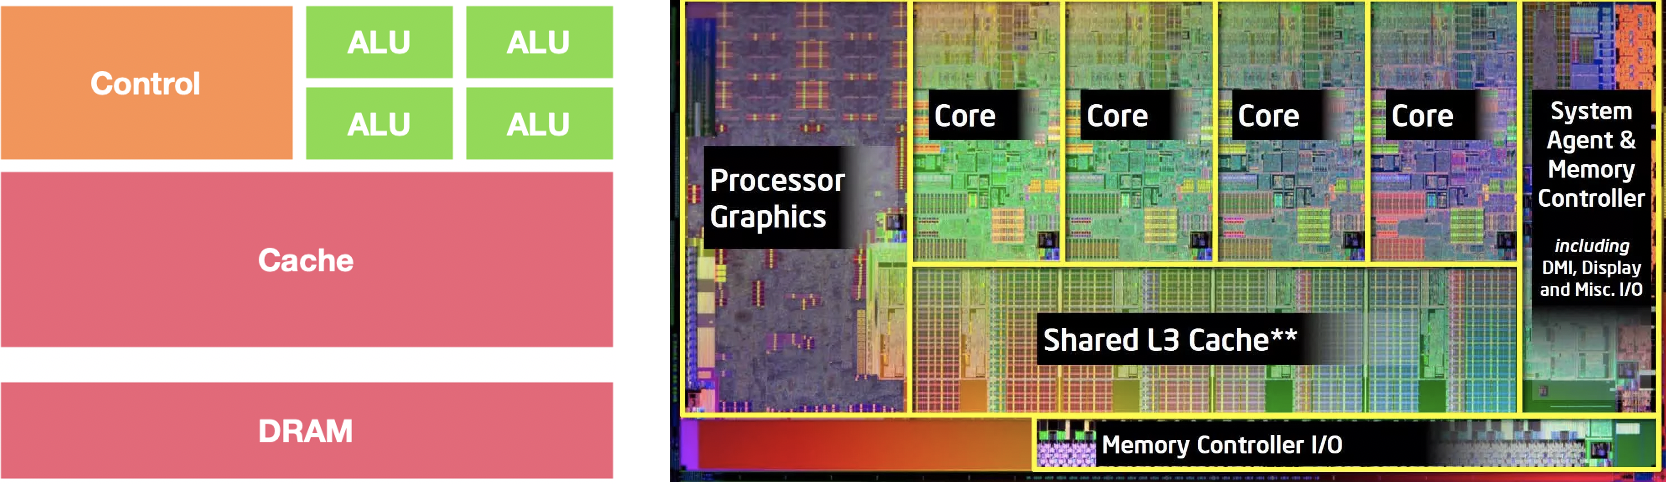 Control
ALU
ALU
ALU
ALU
Cache
DRAM
Processor
Graphics
Core
Core
Core
Core
System
Agent &
Memory
Controller
including
DMI, Display
and Misc. I/O
Shared L3 Cache**
Memory Controller I/O